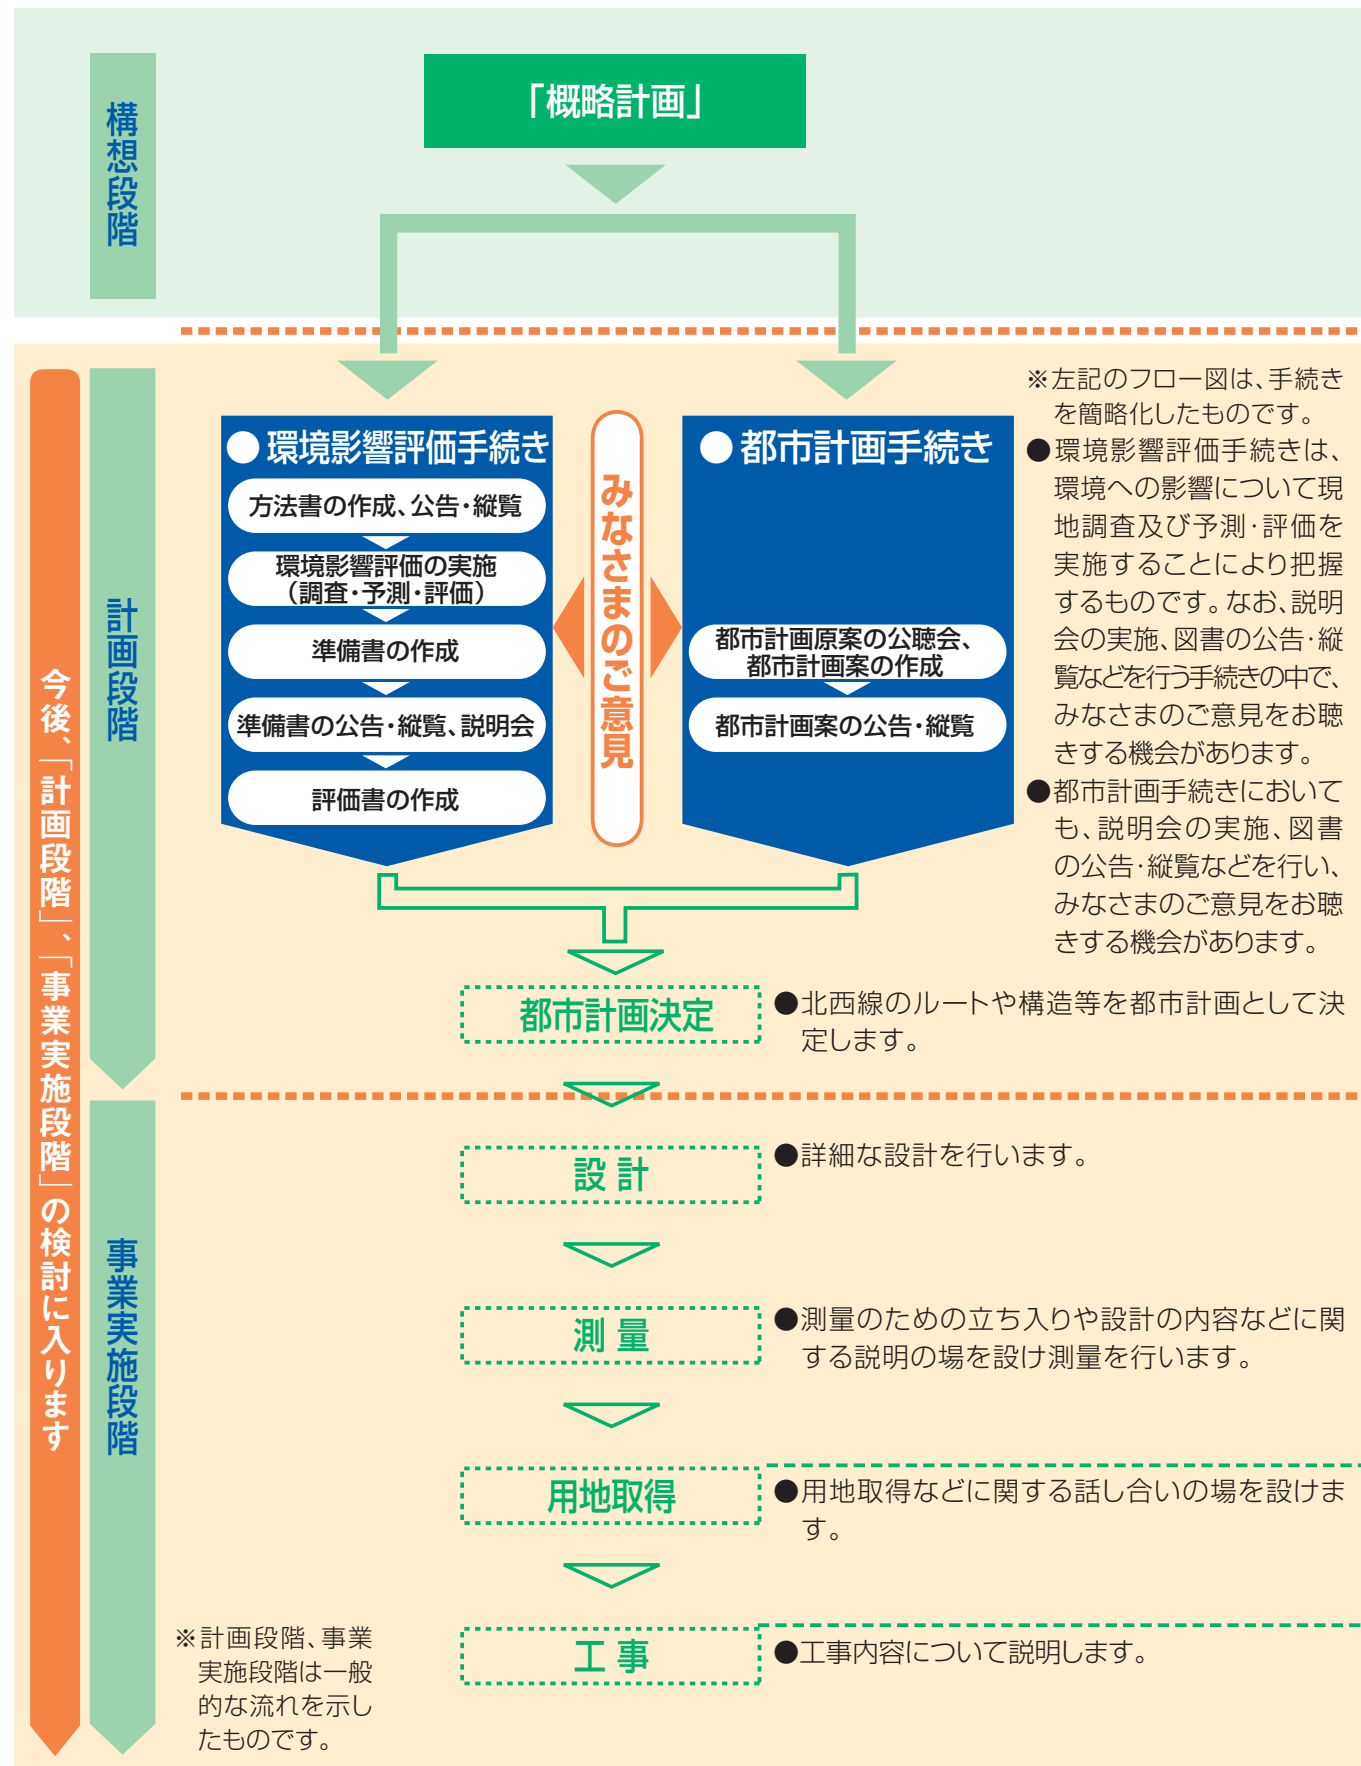 構想段階
「概略計画」
今後、「計画段階」、「事業実施段階」の検討に入ります
計画段階
●環境影響評価手続き
方法書の作成、公告・縦覧
環境影響評価の実施
（調査・予測・評価）
準備書の作成
準備書の公告・縦覧、説明会
評価書の作成
みなさまのご意見
●都市計画手続き
都市計画原案の公聴会、
都市計画案の作成
都市計画案の公告・縦覧
※左記のフロー図は、手続き
を簡略化したものです。
●環境影響評価手続きは、
環境への影響について現
地調査及び予測・評価を
実施することにより把握
するものです。なお、説明
会の実施、図書の公告・縦
覧などを行う手続きの中で、
みなさまのご意見をお聴
きする機会があります。
●都市計画手続きにおいて
も、説明会の実施、図書
の公告・縦覧などを行い、
みなさまのご意見をお聴
きする機会があります。
都市計画決定
●北西線のルートや構造等を都市計画として決
定します。
事業実施段階
設計
●詳細な設計を行います。
測量
●測量のための立ち入りや設計の内容などに関
する説明の場を設け測量を行います。
用地取得
●用地取得などに関する話し合いの場を設けま
す。
工事
●工事内容について説明します。
※計画段階、事業
実施段階は一般
的な流れを示し
たものです。